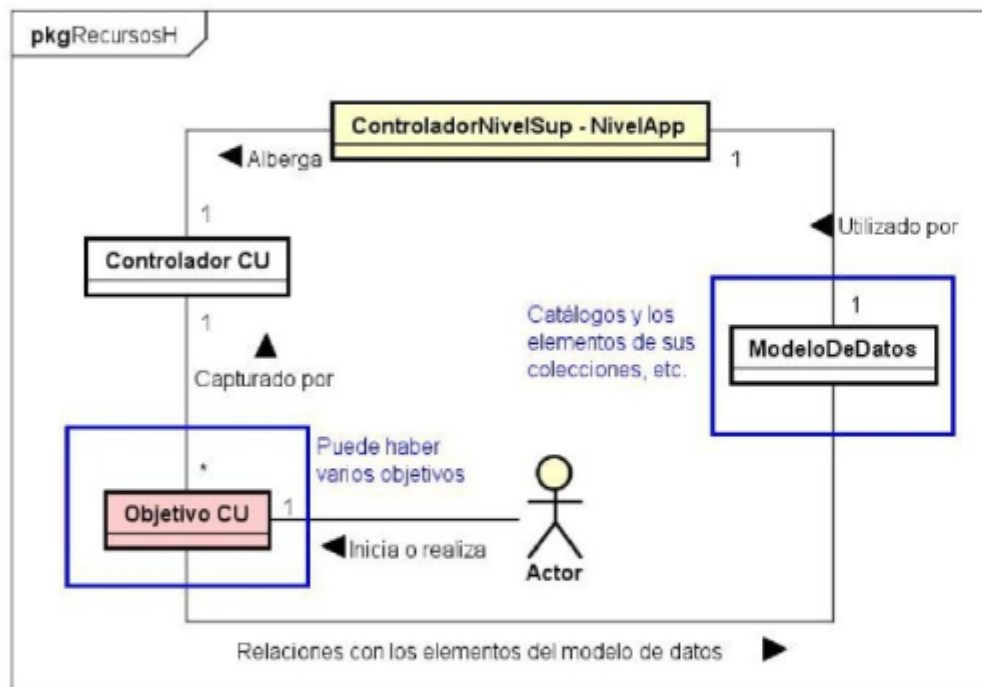 pkgRecursosH
ControladorNivelSup - NivelApp
Alberga
1
1
Utilizado por
Controlador CU
1
Catálogos y los
elementos de sus
colecciones, etc.
1
ModeloDeDatos
Capturado por
Puede haber
varios objetivos
*
Objetivo CU
1
Inicia o realiza
Actor
Relaciones con los elementos del modelo de datos